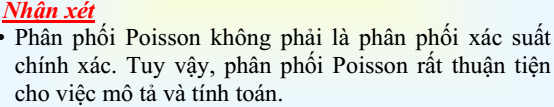 Nhận xét
• Phân phối Poisson không phải là phân phối xác suất
chính xác. Tuy vậy, phân phối Poisson rất thuận tiện
cho việc mô tả và tính toán.